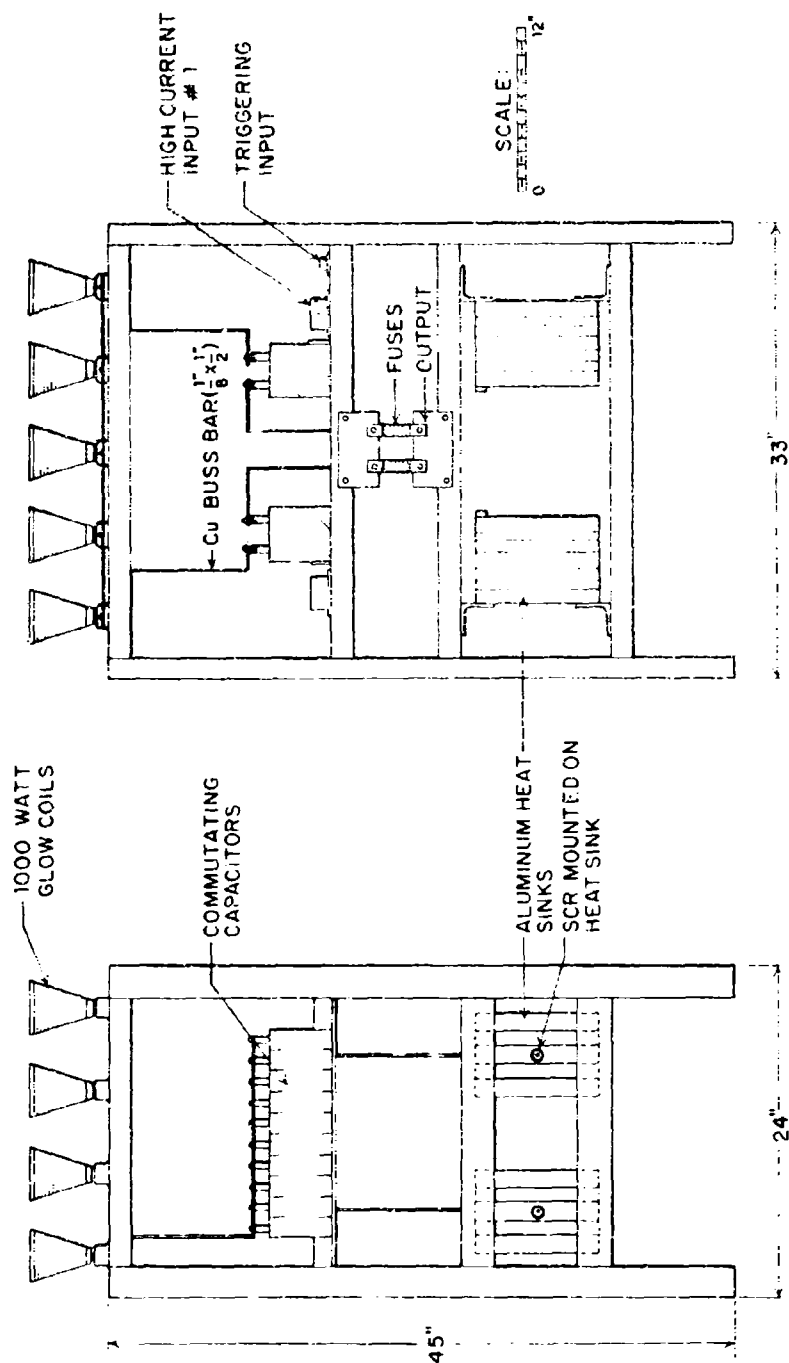 1000 WATT
GLOW COILS
COMMUTATING
CAPACITORS
ALUMINUM HEAT
SINKS
SCR MOUNTED ON
HEAT SINK
24"
45"
HIGH CURRENT
INPUT # 1
TRIGGERING
INPUT
Cu BUSS BAR(1"/8 x 1"/2)
FUSES
OUTPUT
33"
SCALE:
0 12"